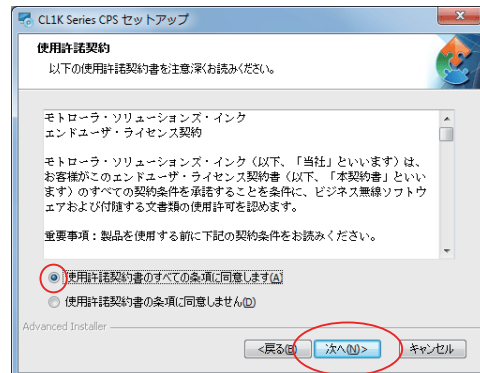 CL1K Series CPS セットアップ
使用許諾契約
以下の使用許諾契約書を注意深くお読みください。
モトローラ・ソリューションズ・インク
エンドユーザ・ライセンス契約
モトローラ・ソリューションズ・インク（以下、「当社」といいます）は、
お客様がこのエンドユーザ・ライセンス契約書（以下、「本契約書」といい
ます）のすべての契約条件を承諾することを条件に、ビジネス無線ソフトウ
ェアおよび付随する文書類の使用許可を認めます。
重要事項：製品を使用する前に下記の契約条件をお読みください。
使用許諾契約書のすべての条項に同意します(A)
使用許諾契約書の条項に同意しません(D)
Advanced Installer
<戻る(B) 次へ(N)> キャンセル